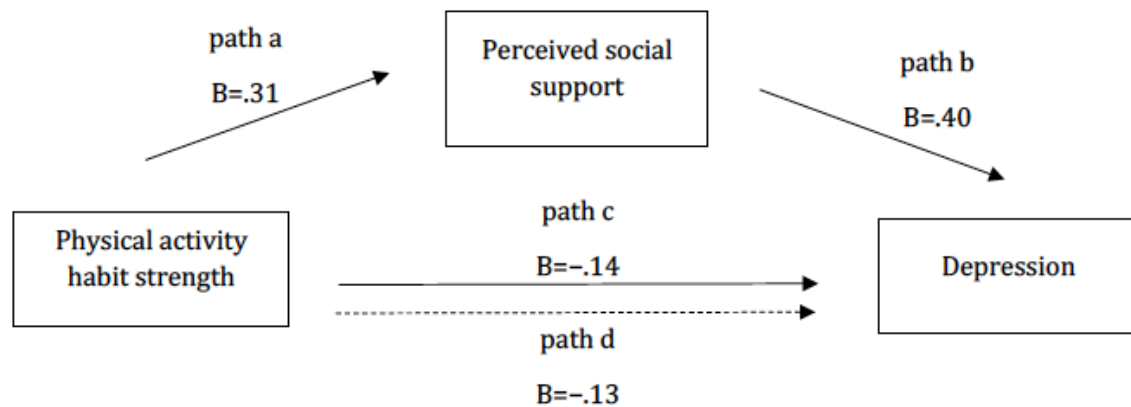 path a
B=.31
Perceived social
support
path b
B=.40
Physical activity
habit strength
path c
B=−.14
Depression
path d
B=−.13